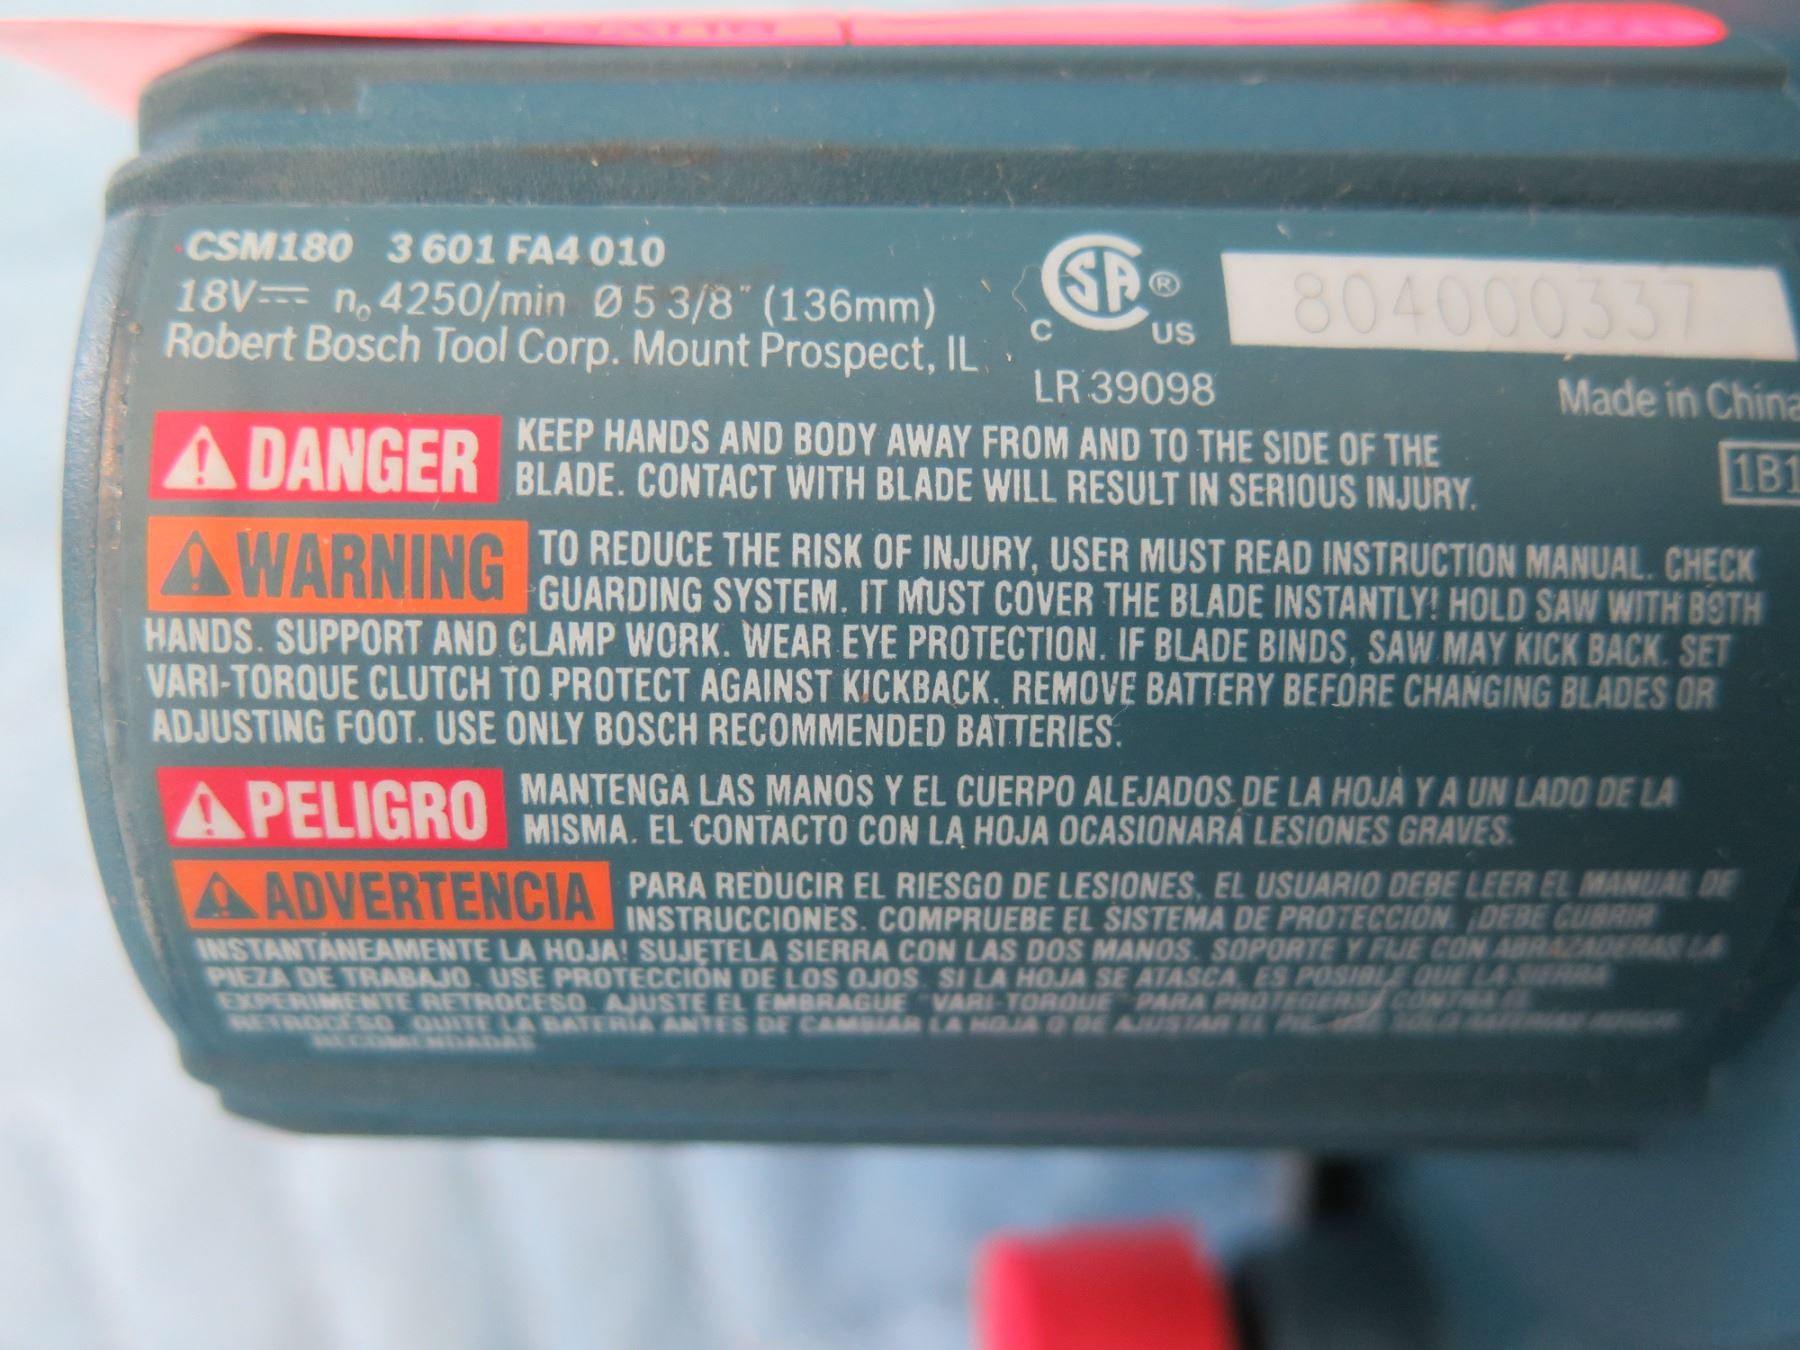 CSM180 3 601 FA4 010
18V n₀ 4250/min Ø 5 3/8" (136mm)
Robert Bosch Tool Corp. Mount Prospect, IL
CSA ®
C US
LR 39098
804000337
Made in China
1B1
DANGER KEEP HANDS AND BODY AWAY FROM AND TO THE SIDE OF THE
BLADE. CONTACT WITH BLADE WILL RESULT IN SERIOUS INJURY.
WARNING TO REDUCE THE RISK OF INJURY, USER MUST READ INSTRUCTION MANUAL. CHECK
GUARDING SYSTEM. IT MUST COVER THE BLADE INSTANTLY! HOLD SAW WITH BOTH
HANDS. SUPPORT AND CLAMP WORK. WEAR EYE PROTECTION. IF BLADE BINDS, SAW MAY KICK BACK. SET
VARI-TORQUE CLUTCH TO PROTECT AGAINST KICKBACK. REMOVE BATTERY BEFORE CHANGING BLADES OR
ADJUSTING FOOT. USE ONLY BOSCH RECOMMENDED BATTERIES.
PELIGRO MANTENGA LAS MANOS Y EL CUERPO ALEJADOS DE LA HOJA Y A UN LADO DE LA
MISMA. EL CONTACTO CON LA HOJA OCASIONARÁ LESIONES GRAVES.
ADVERTENCIA PARA REDUCIR EL RIESGO DE LESIONES, EL USUARIO DEBE LEER EL MANUAL DE
INSTRUCCIONES. COMPRUEBE EL SISTEMA DE PROTECCIÓN. ¡DEBE CUBRIR
INSTANTÁNEAMENTE LA HOJA! SUJETELA SIERRA CON LAS DOS MANOS. SOPORTE Y FIJE CON ABRAZADERAS LA
PIEZA DE TRABAJO. USE PROTECCIÓN DE LOS OJOS. SI LA HOJA SE ATASCA, ES POSIBLE QUE LA SIERRA
EXPERIMENTE RETROCESO. AJUSTE EL EMBRAGUE "VARI-TORQUE" PARA PROTEGERSE CONTRA EL
RETROCESO. QUITE LA BATERÍA ANTES DE CAMBIAR LA HOJA O DE AJUSTAR EL SOLO BATERÍAS BOSCH
RECOMENDADAS